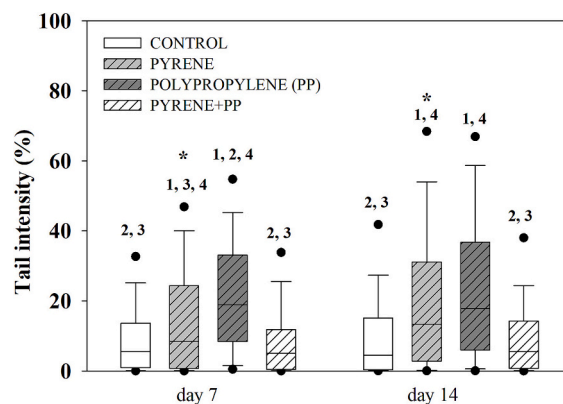 100
80
60
40
20
0
Tail intensity (%)
CONTROL
PYRENE
POLYPROPYLENE (PP)
PYRENE+PP
2, 3
*
1, 3, 4
1, 2, 4
2, 3
2, 3
*
1, 4
1, 4
2, 3
day 7
day 14